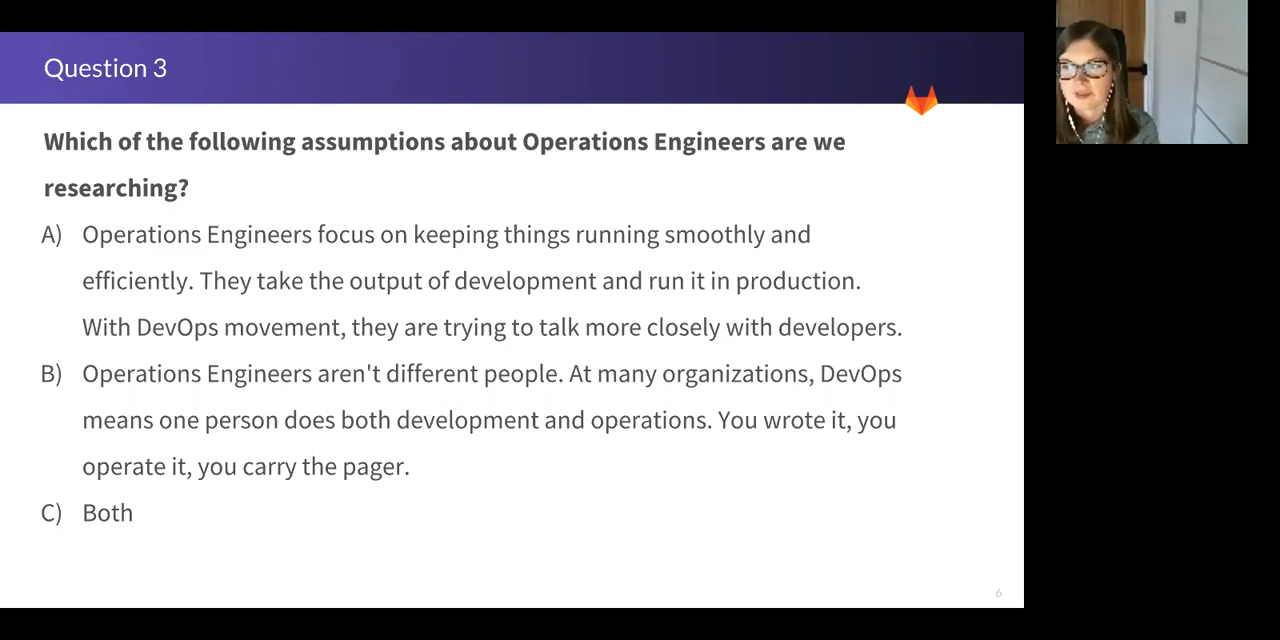 Question 3
Which of the following assumptions about Operations Engineers are we
researching?
A) Operations Engineers focus on keeping things running smoothly and
efficiently. They take the output of development and run it in production.
With DevOps movement, they are trying to talk more closely with developers.
B) Operations Engineers aren't different people. At many organizations, DevOps
means one person does both development and operations. You wrote it, you
operate it, you carry the pager.
C) Both
6